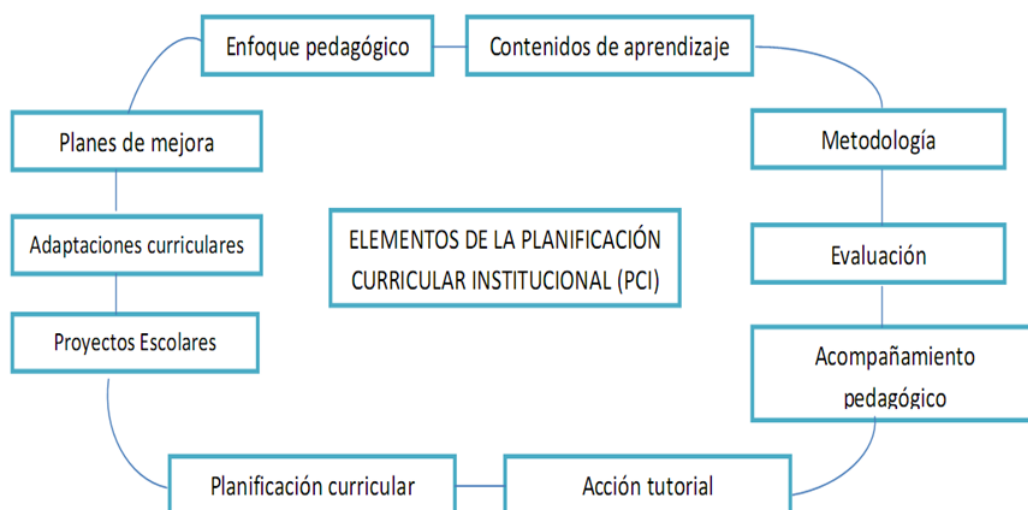 Enfoque pedagógico
Contenidos de aprendizaje
Planes de mejora
Metodología
Adaptaciones curriculares
ELEMENTOS DE LA PLANIFICACIÓN
CURRICULAR INSTITUCIONAL (PCI)
Evaluación
Proyectos Escolares
Acompañamiento
pedagógico
Planificación curricular
Acción tutorial